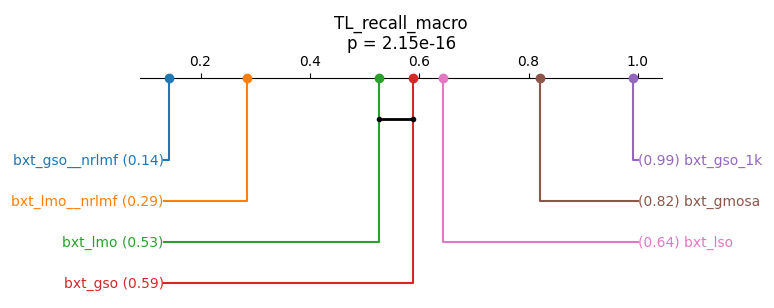 TL_recall_macro
p = 2.15e-16
0.2 0.4 0.6 0.8 1.0
bxt_gso__nrlmf (0.14) (0.99) bxt_gso_1k
bxt_lmo__nrlmf (0.29) (0.82) bxt_gmosa
bxt_lmo (0.53) (0.64) bxt_lso
bxt_gso (0.59)